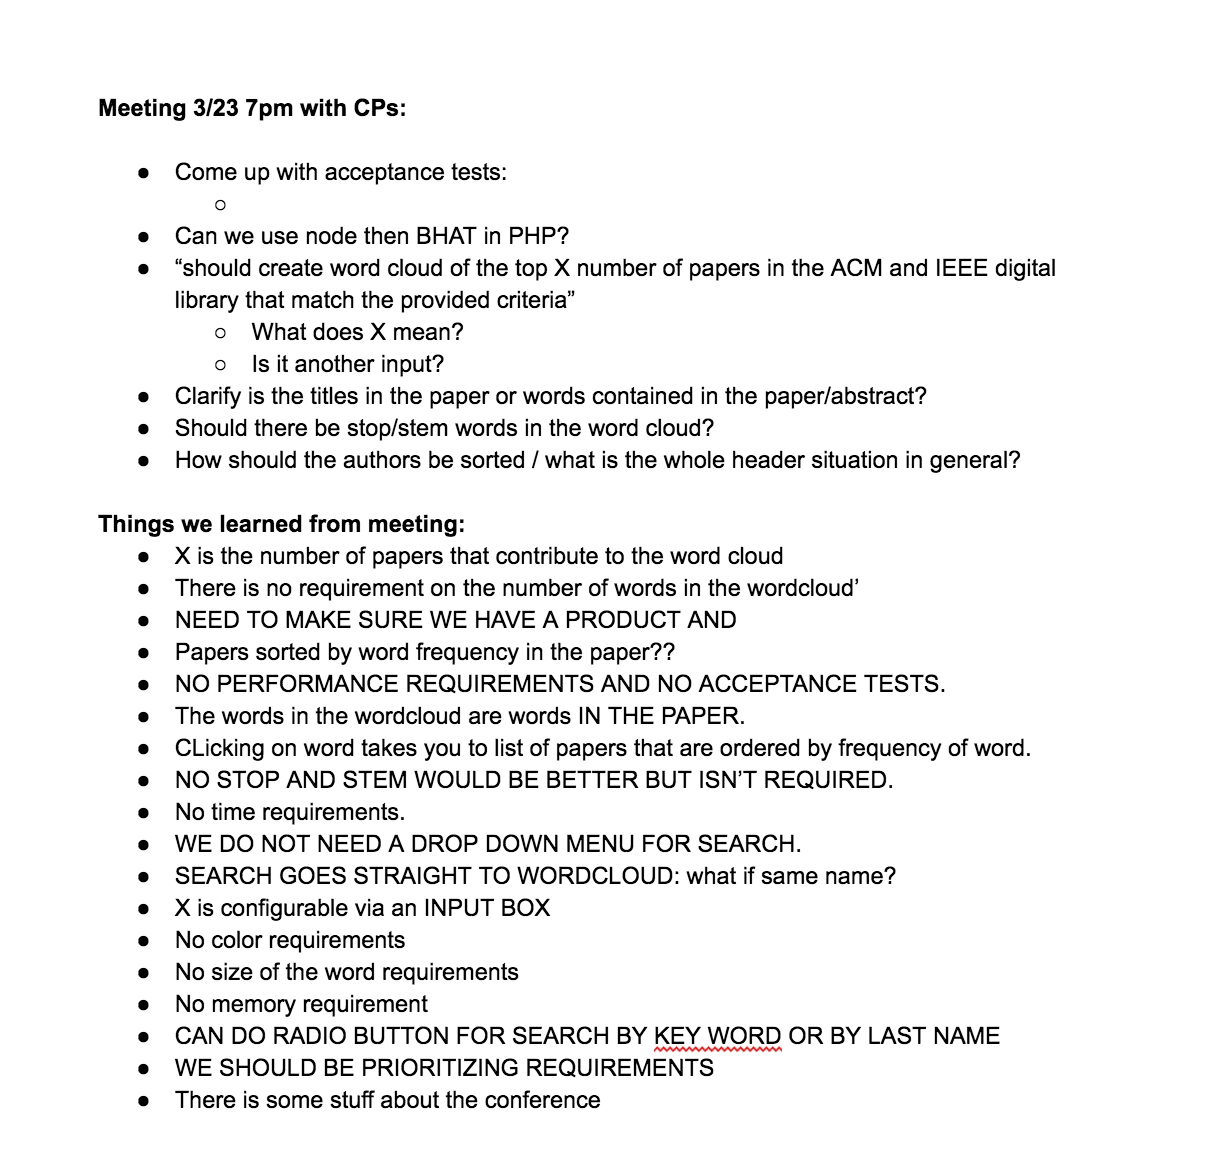 Meeting 3/23 7pm with CPs:
● Come up with acceptance tests:
○
● Can we use node then BHAT in PHP?
● “should create word cloud of the top X number of papers in the ACM and IEEE digital
library that match the provided criteria”
○ What does X mean?
○ Is it another input?
● Clarify is the titles in the paper or words contained in the paper/abstract?
● Should there be stop/stem words in the word cloud?
● How should the authors be sorted / what is the whole header situation in general?
Things we learned from meeting:
● X is the number of papers that contribute to the word cloud
● There is no requirement on the number of words in the wordcloud’
● NEED TO MAKE SURE WE HAVE A PRODUCT AND
● Papers sorted by word frequency in the paper??
● NO PERFORMANCE REQUIREMENTS AND NO ACCEPTANCE TESTS.
● The words in the wordcloud are words IN THE PAPER.
● CLicking on word takes you to list of papers that are ordered by frequency of word.
● NO STOP AND STEM WOULD BE BETTER BUT ISN’T REQUIRED.
● No time requirements.
● WE DO NOT NEED A DROP DOWN MENU FOR SEARCH.
● SEARCH GOES STRAIGHT TO WORDCLOUD: what if same name?
● X is configurable via an INPUT BOX
● No color requirements
● No size of the word requirements
● No memory requirement
● CAN DO RADIO BUTTON FOR SEARCH BY KEY WORD OR BY LAST NAME
● WE SHOULD BE PRIORITIZING REQUIREMENTS
● There is some stuff about the conference